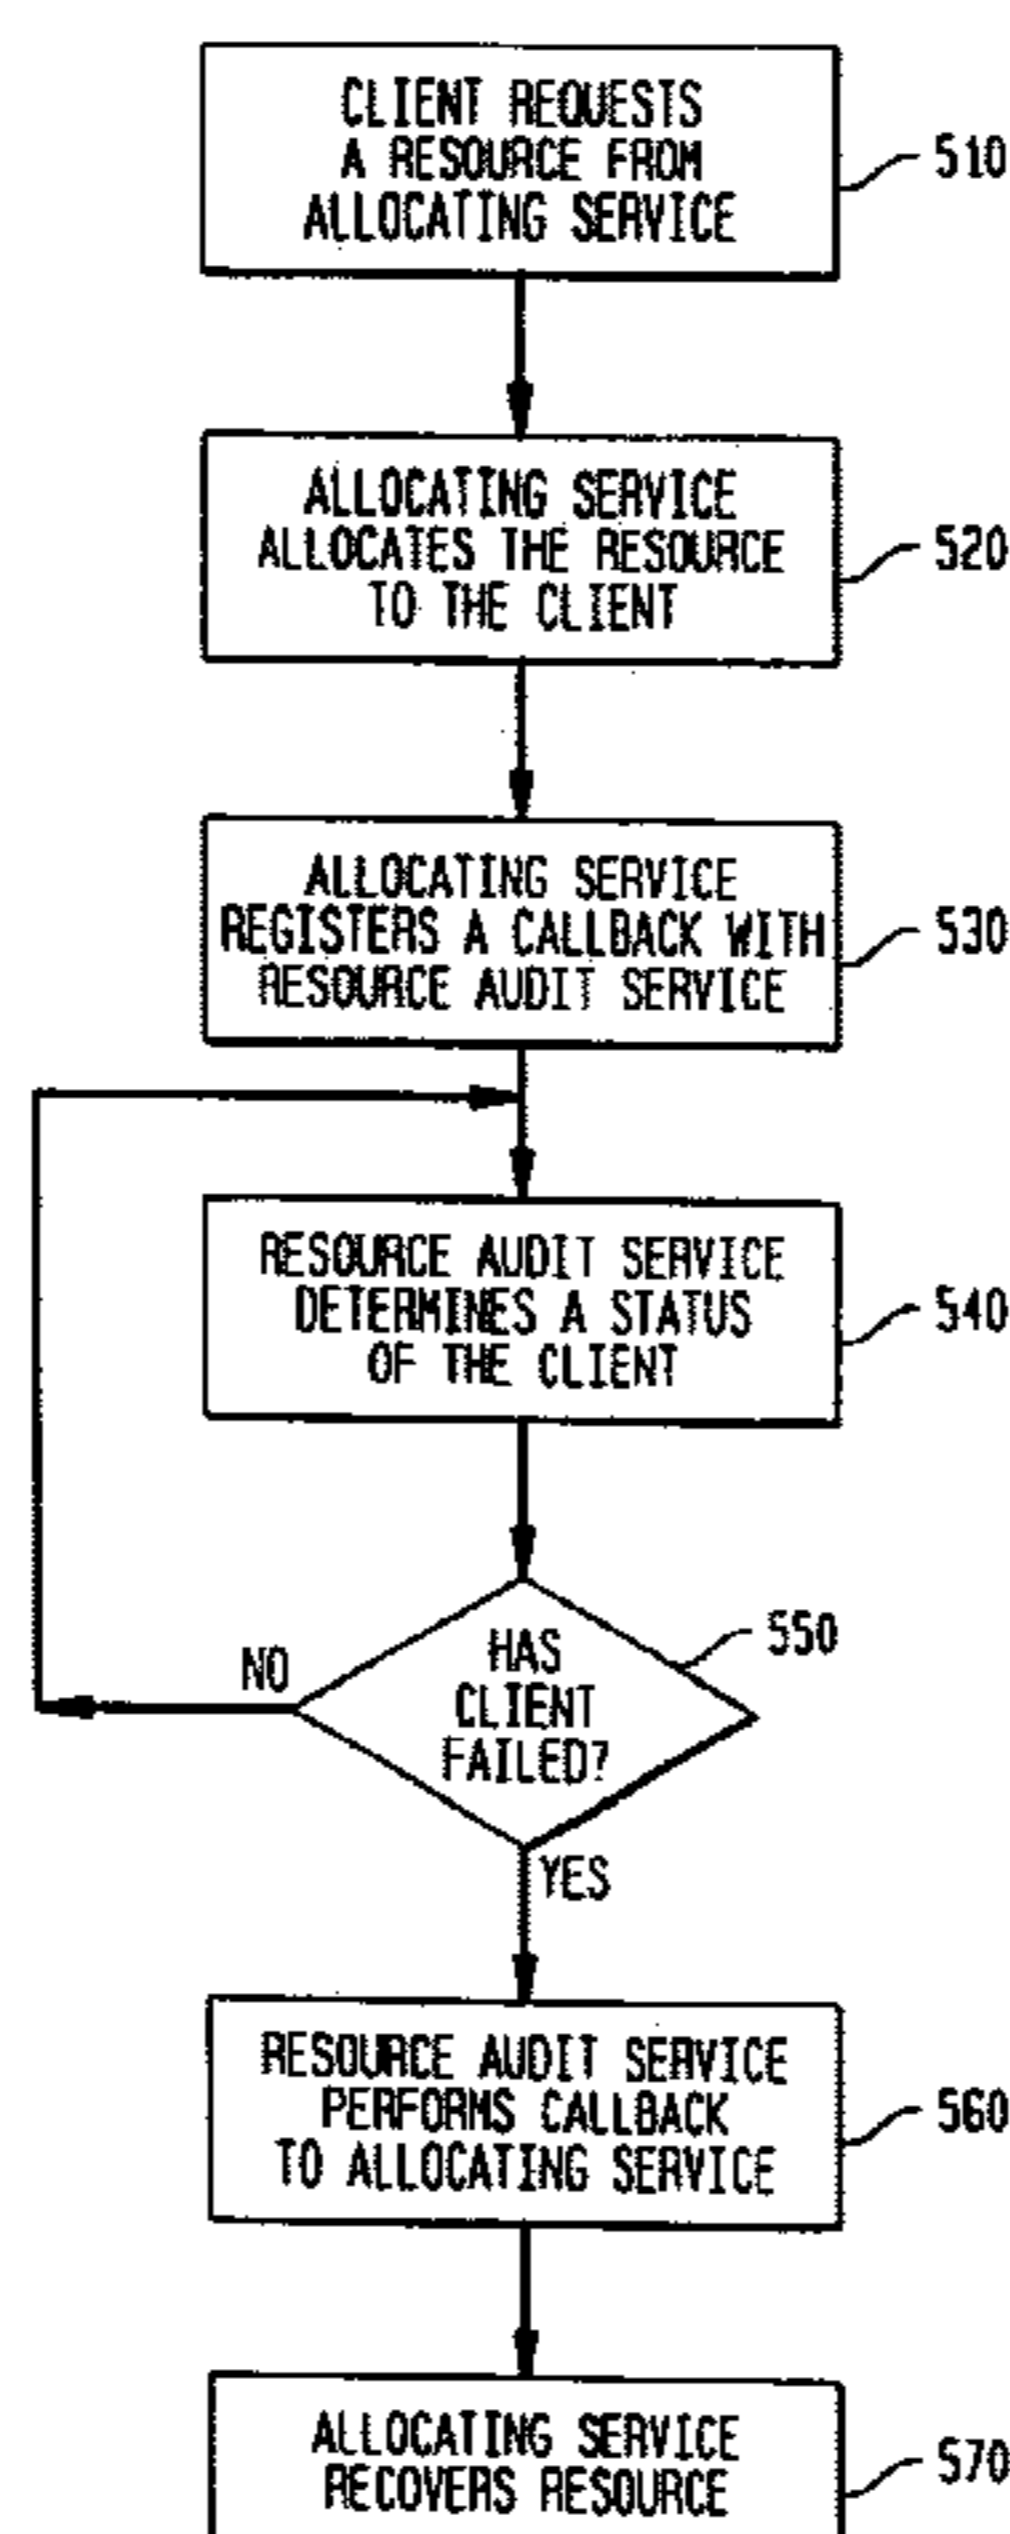 CLIENT REQUESTS
A RESOURCE FROM
ALLOCATING SERVICE
510
ALLOCATING SERVICE
ALLOCATES THE RESOURCE
TO THE CLIENT
520
ALLOCATING SERVICE
REGISTERS A CALLBACK WITH
RESOURCE AUDIT SERVICE
530
RESOURCE AUDIT SERVICE
DETERMINES A STATUS
OF THE CLIENT
540
HAS
CLIENT
FAILED?
550
NO
YES
RESOURCE AUDIT SERVICE
PERFORMS CALLBACK
TO ALLOCATING SERVICE
560
ALLOCATING SERVICE
RECOVERS RESOURCE
570